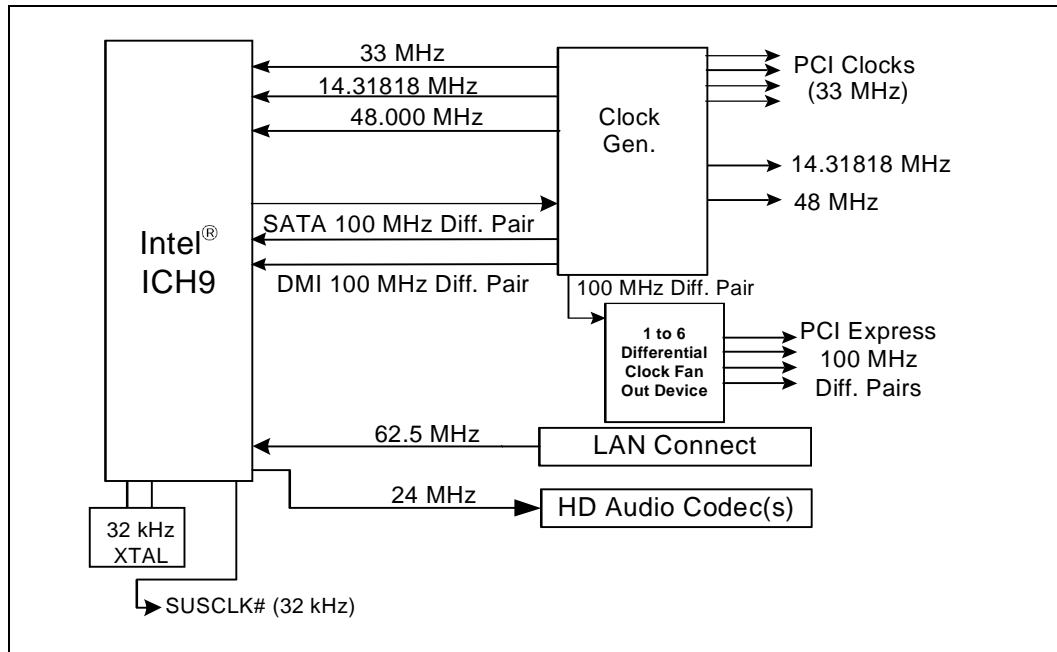 33 MHz
14.31818 MHz
48.000 MHz
Clock
Gen.
PCI Clocks
(33 MHz)
14.31818 MHz
48 MHz
Intel®
ICH9
SATA 100 MHz Diff. Pair
DMI 100 MHz Diff. Pair
100 MHz Diff. Pair
1 to 6
Differential
Clock Fan
Out Device
PCI Express
100 MHz
Diff. Pairs
62.5 MHz
LAN Connect
24 MHz
HD Audio Codec(s)
32 kHz
XTAL
SUSCLK# (32 kHz)